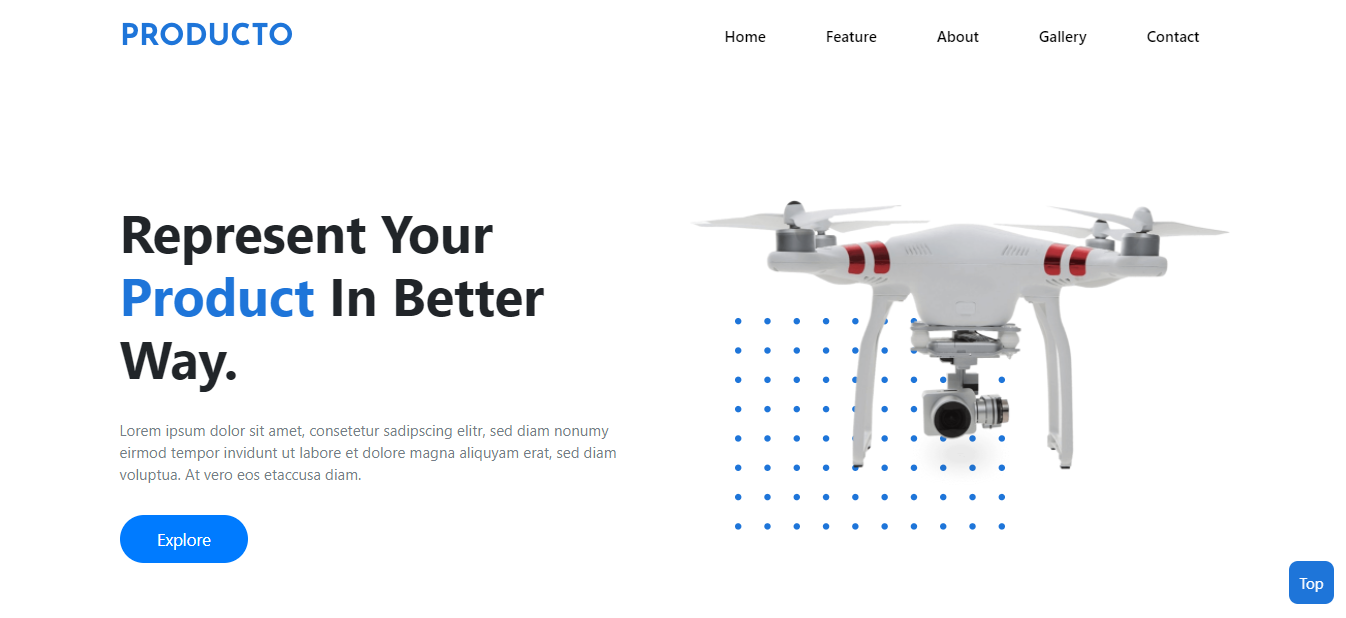 PRODUCTO
Home
Feature
About
Gallery
Contact
Represent Your
Product In Better
Way.
Lorem ipsum dolor sit amet, consetetur sadipscing elitr, sed diam nonumy
eirmod tempor invidunt ut labore et dolore magna aliquyam erat, sed diam
voluptua. At vero eos etaccusa diam.
Explore
Top